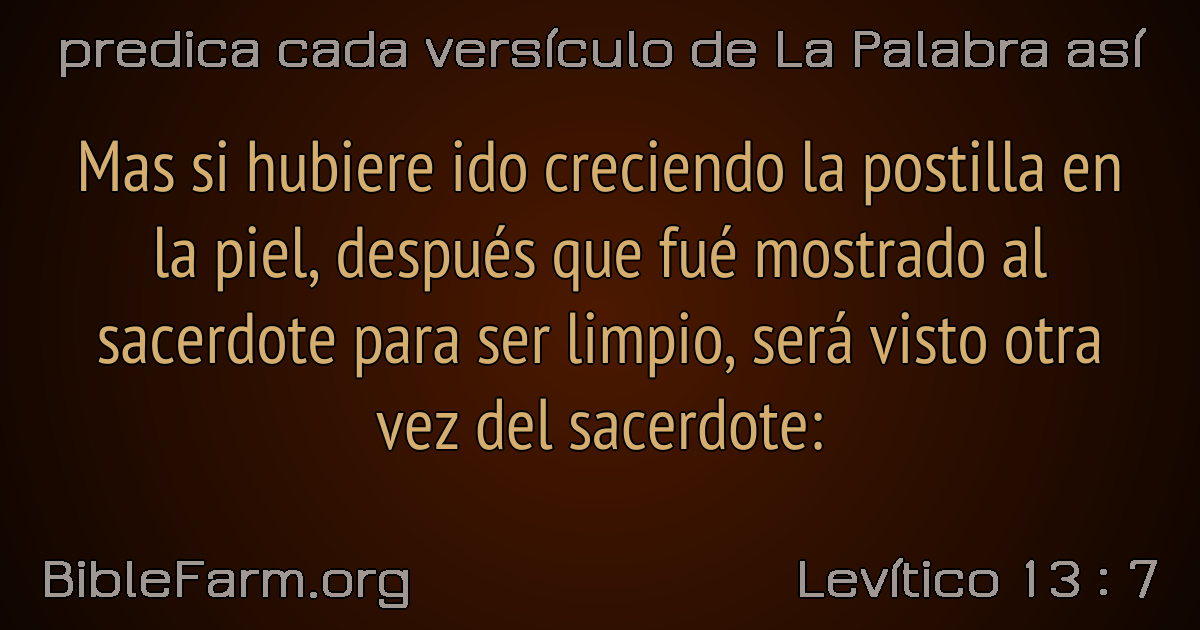 predica cada versículo de La Palabra así
Mas si hubiere ido creciendo la postilla en
la piel, después que fué mostrado al
sacerdote para ser limpio, será visto otra
vez del sacerdote:
BibleFarm.org
Levítico 13 : 7